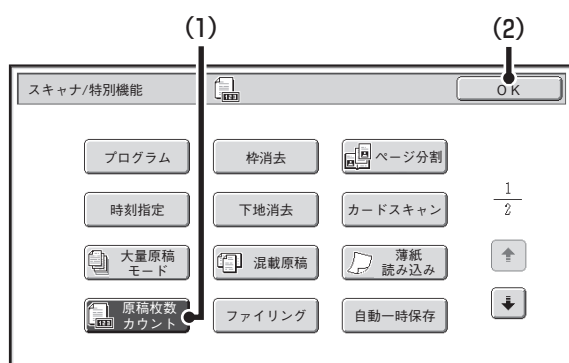 (1)
(2)
スキャナ/特別機能
123
OK
プログラム
枠消去
ページ分割
時刻指定
下地消去
カードスキャン
1
2
大量原稿
モード
混載原稿
薄紙
読み込み
原稿枚数
カウント
123
ファイリング
自動一時保存